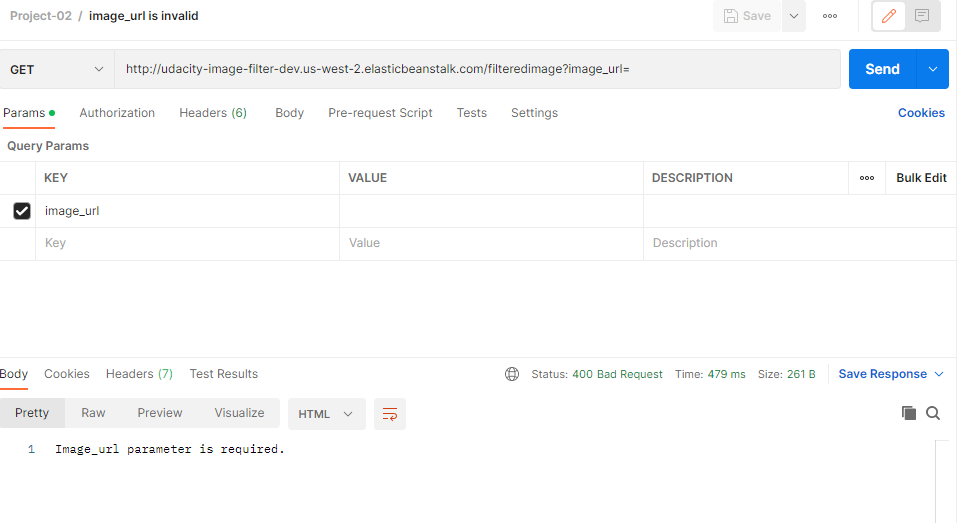 Project-02 / image_url is invalid Save
GET http://udacity-image-filter-dev.us-west-2.elasticbeanstalk.com/filteredimage?image_url= Send
Params Authorization Headers (6) Body Pre-request Script Tests Settings Cookies
Query Params
KEY VALUE DESCRIPTION Bulk Edit
image_url
Key Value Description
Body Cookies Headers (7) Test Results Status: 400 Bad Request Time: 479 ms Size: 261 B Save Response
Pretty Raw Preview Visualize HTML
1 Image_url parameter is required.